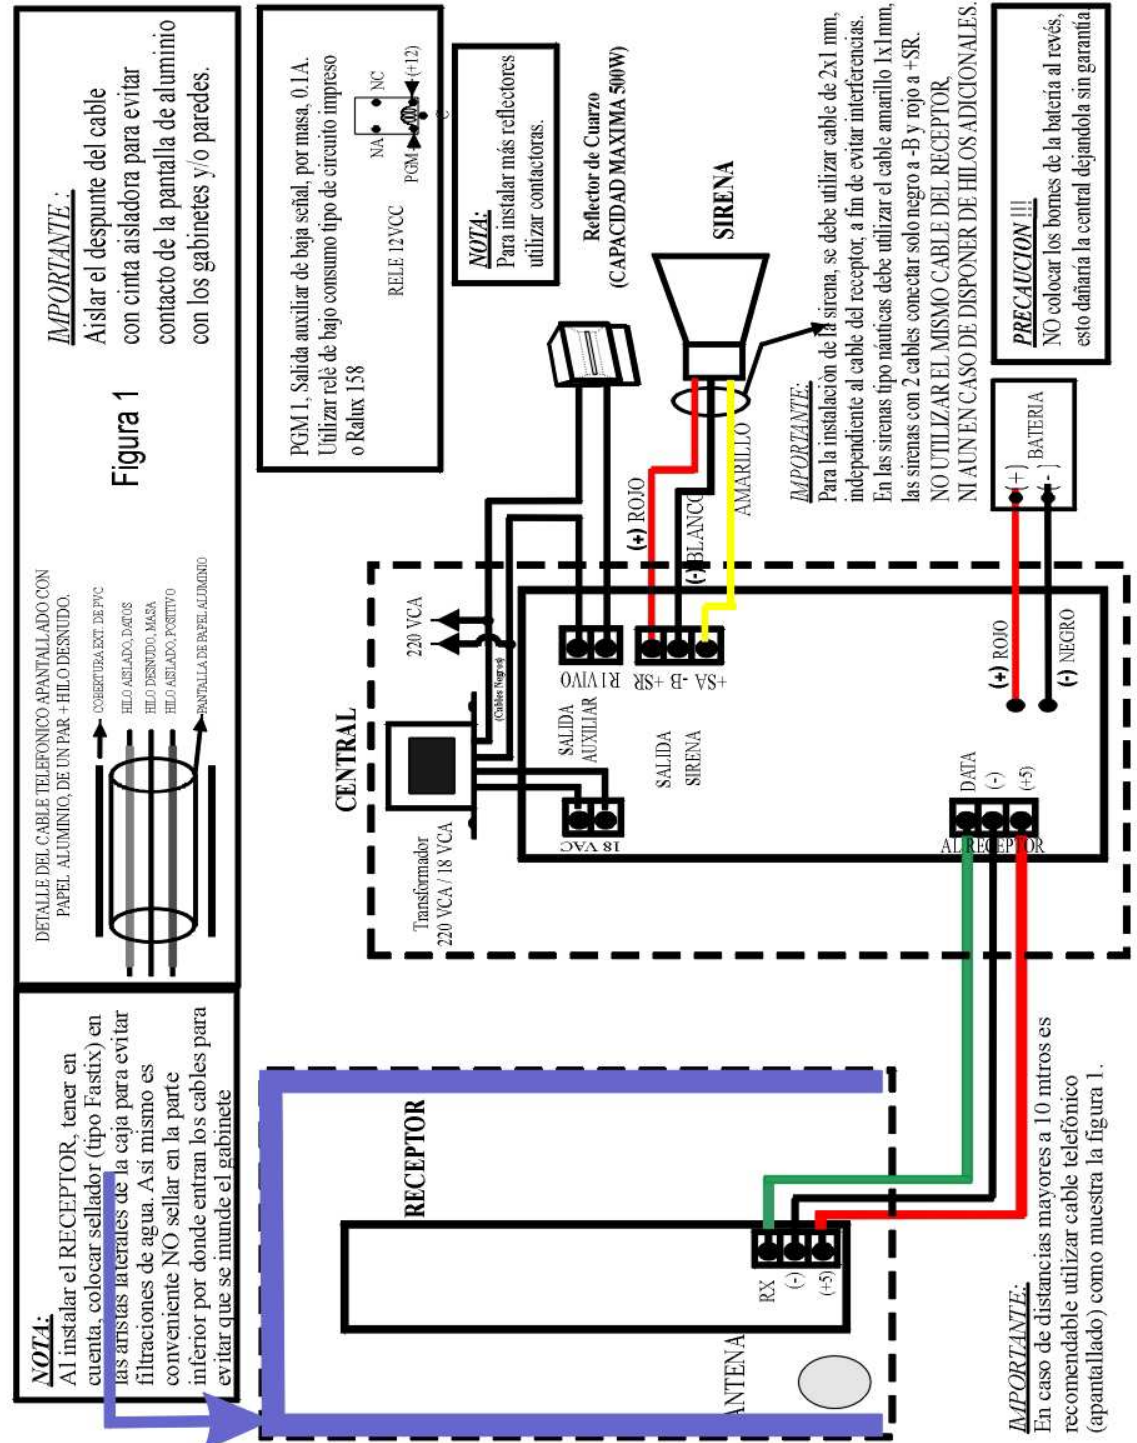 NOTA:
Al instalar el RECEPTOR, tener en
cuenta, colocar sellador (tipo Fastix) en
las aristas laterales de la caja para evitar
filtraciones de agua. Así mismo es
conveniente NO sellar en la parte
inferior por donde entran los cables para
evitar que se inunde el gabinete
DETALLE DEL CABLE TELEFONICO APANTALLADO CON
PAPEL ALUMINIO, DE UN PAR + HILO DESNUDO.
COBERTURA EXT. DE PVC
HILO AISLADO, DATOS
HILO DESNUDO, MASA
HILO AISLADO, POSITIVO
PANTALLA DE PAPEL ALUMINIO
Figura 1
IMPORTANTE :
Aislar el despunte del cable
con cinta aisladora para evitar
contacto de la pantalla de aluminio
con los gabinetes y/o paredes.
PGM 1, Salida auxiliar de baja señal, por masa, 0.1A.
Utilizar relè de bajo consumo tipo de circuito impreso
o Ralux 158
RELE 12VCC
NA
NC
PGM
(+12)
C
NOTA:
Para instalar más reflectores
utilizar contactoras.
Reflector de Cuarzo
(CAPACIDAD MAXIMA 500W)
SIRENA
CENTRAL
Transformador
220 VCA / 18 VCA
220 VCA
(Cables Negros)
18 VAC
SALIDA
AUXILIAR
R1 VIVO
SALIDA
SIRENA
+SA -B +SR
(+) ROJO
(-) BLANCO
AMARILLO
IMPORTANTE:
Para la instalaciòn de la sirena, se debe utilizar cable de 2x1 mm,
independiente al cable del receptor, a fin de evitar interferencias.
En las sirenas tipo náuticas debe utilizar el cable amarillo 1x1mm,
las sirenas con 2 cables conectar solo negro a -B y rojo a +SR.
NO UTILIZAR EL MISMO CABLE DEL RECEPTOR,
NI AUN EN CASO DE DISPONER DE HILOS ADICIONALES.
PRECAUCION !!!
NO colocar los bornes de la batería al revés,
esto dañaría la central dejandola sin garantía.
(+)
(-)
BATERIA
(+) ROJO
(-) NEGRO
DATA
(-)
(+5)
AL RECEPTOR
RECEPTOR
RX
(-)
(+5)
ANTENA
IMPORTANTE:
En caso de distancias mayores a 10 mtros es
recomendable utilizar cable telefónico
(apantallado) como muestra la figura 1.